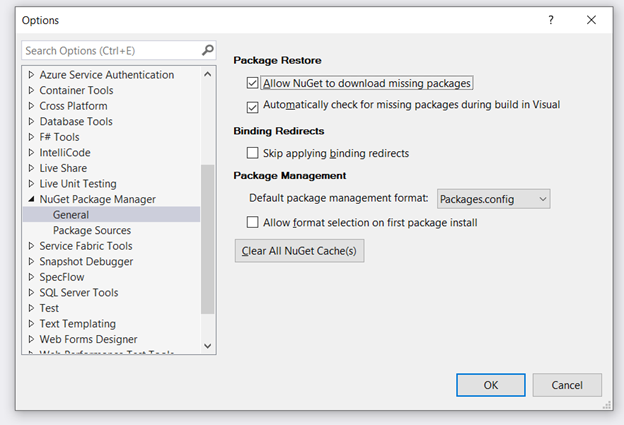 Options
Search Options (Ctrl+E)
Azure Service Authentication
Container Tools
Cross Platform
Database Tools
F# Tools
IntelliCode
Live Share
Live Unit Testing
NuGet Package Manager
General
Package Sources
Service Fabric Tools
Snapshot Debugger
SpecFlow
SQL Server Tools
Test
Text Templating
Web Forms Designer
Web Performance Test Tools
Package Restore
Allow NuGet to download missing packages
Automatically check for missing packages during build in Visual
Binding Redirects
Skip applying binding redirects
Package Management
Default package management format: Packages.config
Allow format selection on first package install
Clear All NuGet Cache(s)
OK Cancel